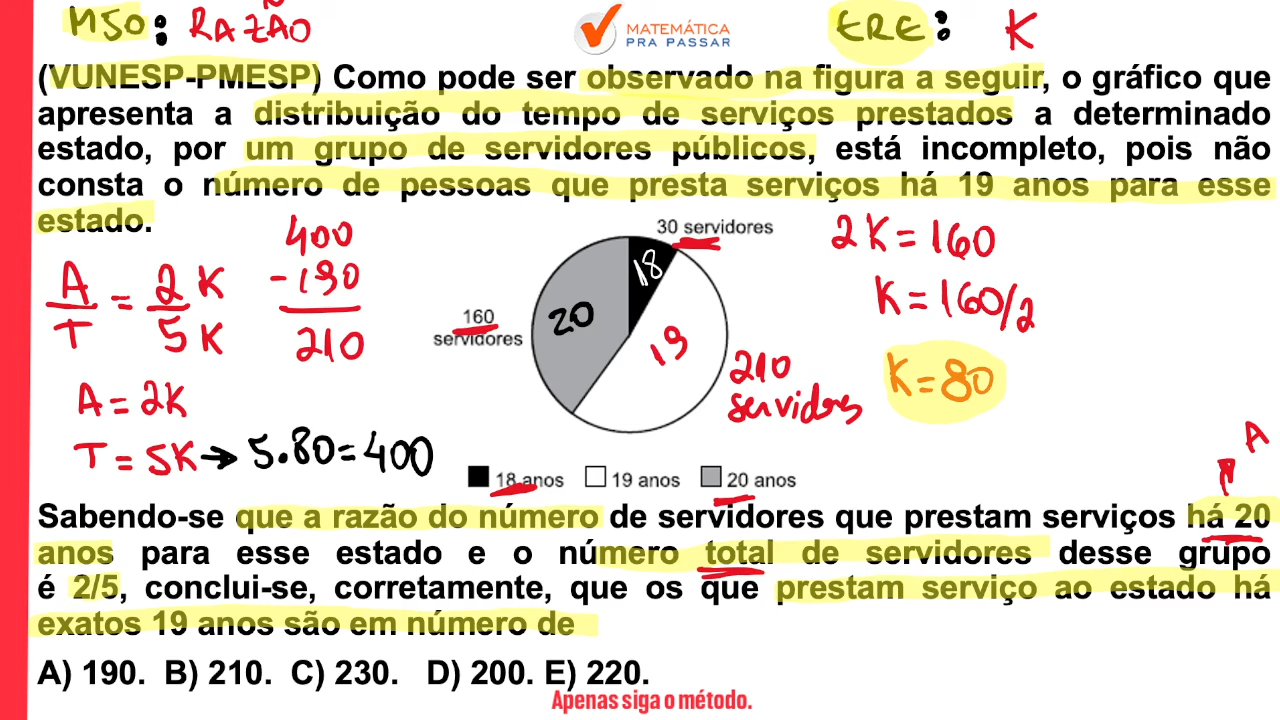 MSO: RAZÃO
MATEMÁTICA
PRA PASSAR
ERE: K
(VUNESP-PMESP) Como pode ser observado na figura a seguir, o gráfico que
apresenta a distribuição do tempo de serviços prestados a determinado
estado, por um grupo de servidores públicos, está incompleto, pois não
consta o número de pessoas que presta serviços há 19 anos para esse
estado.
A/T = 2K/5K
A = 2K
T = 5K → 5.80 = 400
400
-190
210
30 servidores
160
servidores
18
20
19
210
servidores
2K = 160
K = 160/2
K = 80
18 anos 19 anos 20 anos
A
Sabendo-se que a razão do número de servidores que prestam serviços há 20
anos para esse estado e o número total de servidores desse grupo
é 2/5, conclui-se, corretamente, que os que prestam serviço ao estado há
exatos 19 anos são em número de
A) 190. B) 210. C) 230. D) 200. E) 220.
Apenas siga o método.